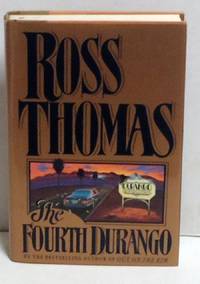 ROSS
THOMAS
DURANGO
The
FOURTH DURANGO
BY THE BESTSELLING AUTHOR OF OUT ON THE RIM